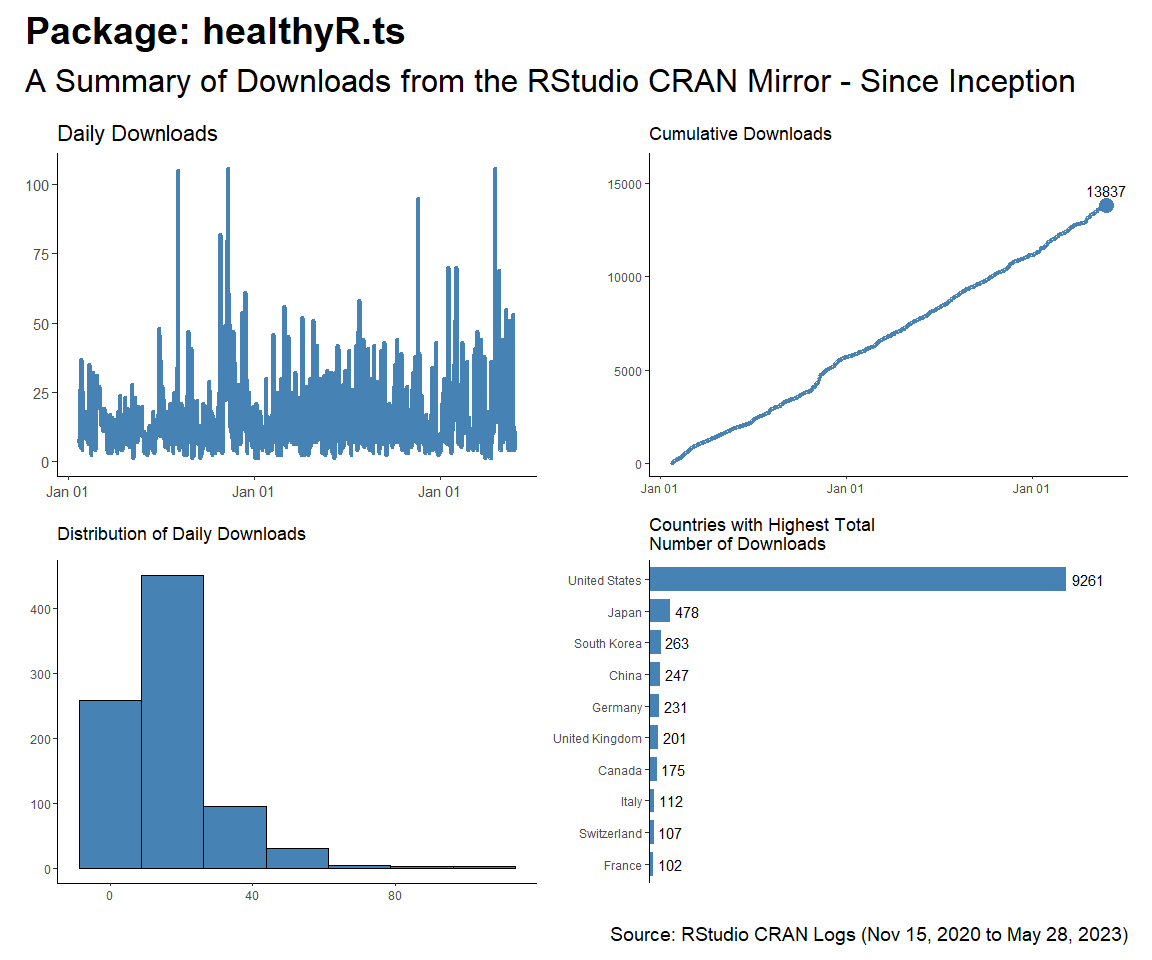 Package: healthyR.ts
A Summary of Downloads from the RStudio CRAN Mirror - Since Inception
Daily Downloads
100
75
50
25
0
Jan 01 Jan 01 Jan 01
Cumulative Downloads
15000
10000
5000
0
13837
Jan 01 Jan 01 Jan 01
Distribution of Daily Downloads
400
300
200
100
0
0 40 80
Countries with Highest Total
Number of Downloads
United States 9261
Japan 478
South Korea 263
China 247
Germany 231
United Kingdom 201
Canada 175
Italy 112
Switzerland 107
France 102
Source: RStudio CRAN Logs (Nov 15, 2020 to May 28, 2023)